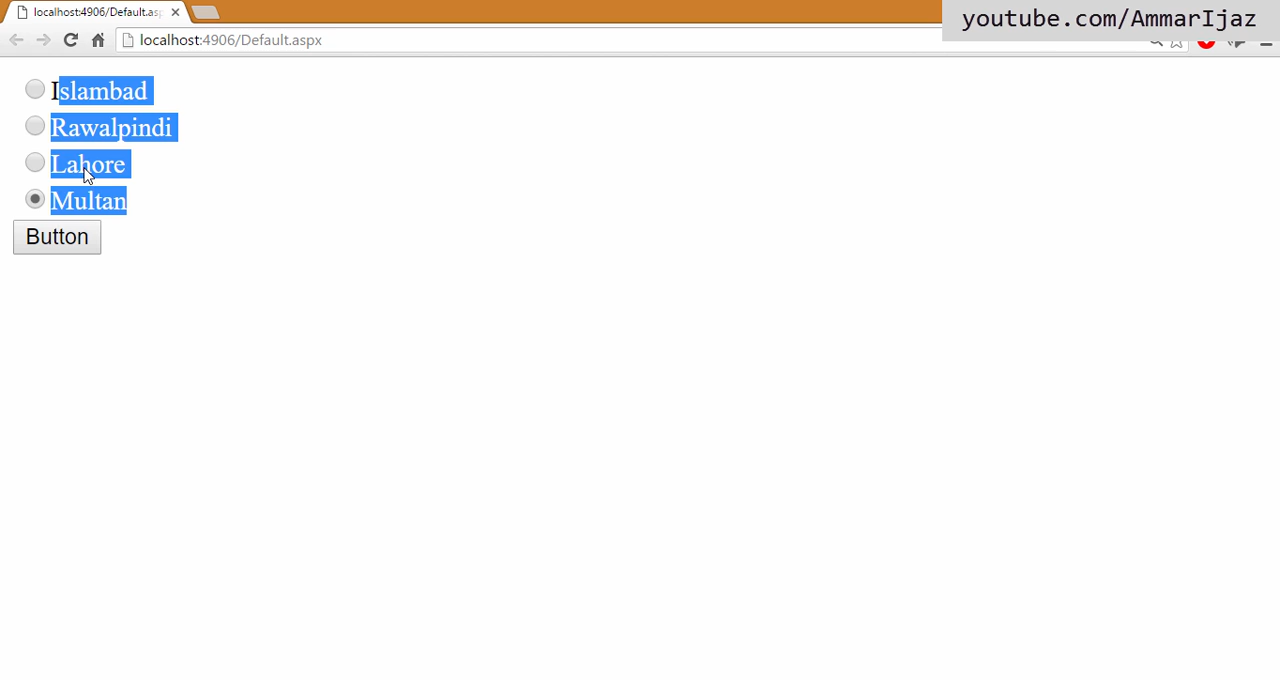 localhost:4906/Default.asp
youtube.com/AmmarIjaz
localhost:4906/Default.aspx
Islambad
Rawalpindi
Lahore
Multan
Button